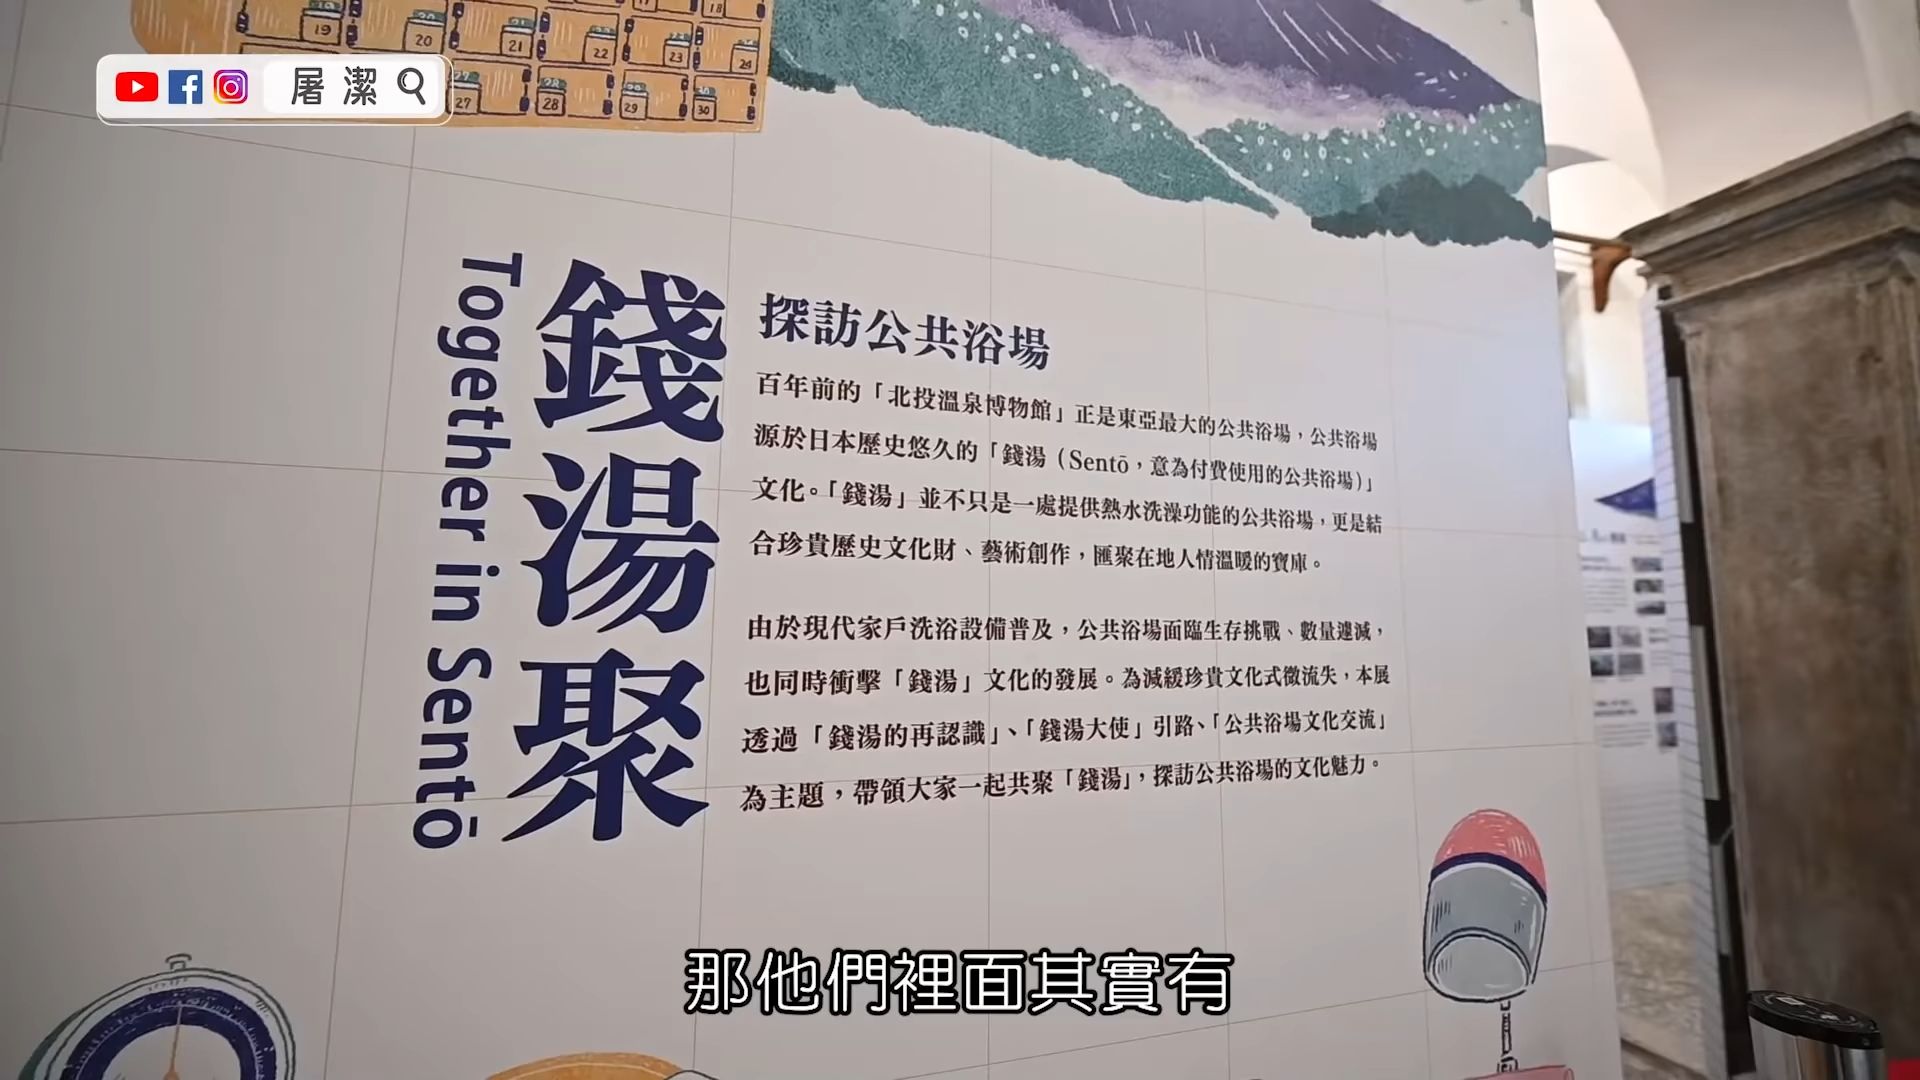 19 20 21 22 23 24
27 28 29 30
屠潔
錢湯聚
Together in Sentō
探訪公共浴場
百年前的「北投溫泉博物館」正是東亞最大的公共浴場，公共浴場
源於日本歷史悠久的「錢湯（Sentō，意為付費使用的公共浴場）」
文化。「錢湯」並不只是一處提供熱水洗澡功能的公共浴場，更是結
合珍貴歷史文化財、藝術創作，匯聚在地人情溫暖的寶庫。
由於現代家戶洗浴設備普及，公共浴場面臨生存挑戰、數量遽減，
也同時衝擊「錢湯」文化的發展。為減緩珍貴文化式微流失，本展
透過「錢湯的再認識」、「錢湯大使」引路、「公共浴場文化交流」
為主題，帶領大家一起共聚「錢湯」，探訪公共浴場的文化魅力。
那他們裡面其實有